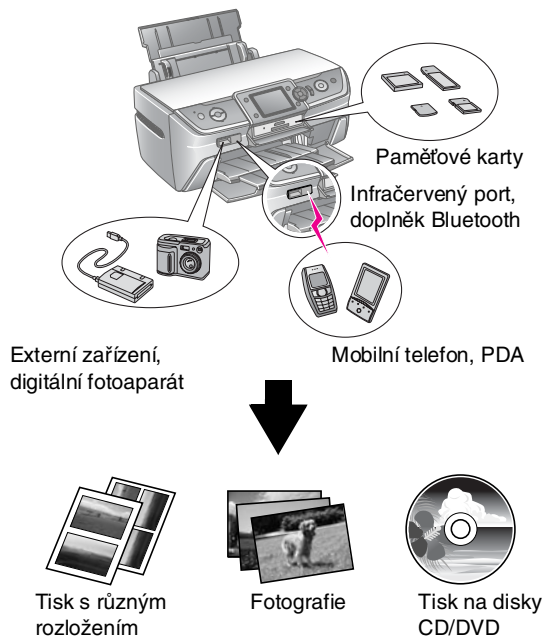 Paměťové karty
Infračervený port,
doplněk Bluetooth
Externí zařízení,
digitální fotoaparát
Mobilní telefon, PDA
Tisk s různým
rozložením
Fotografie
Tisk na disky
CD/DVD